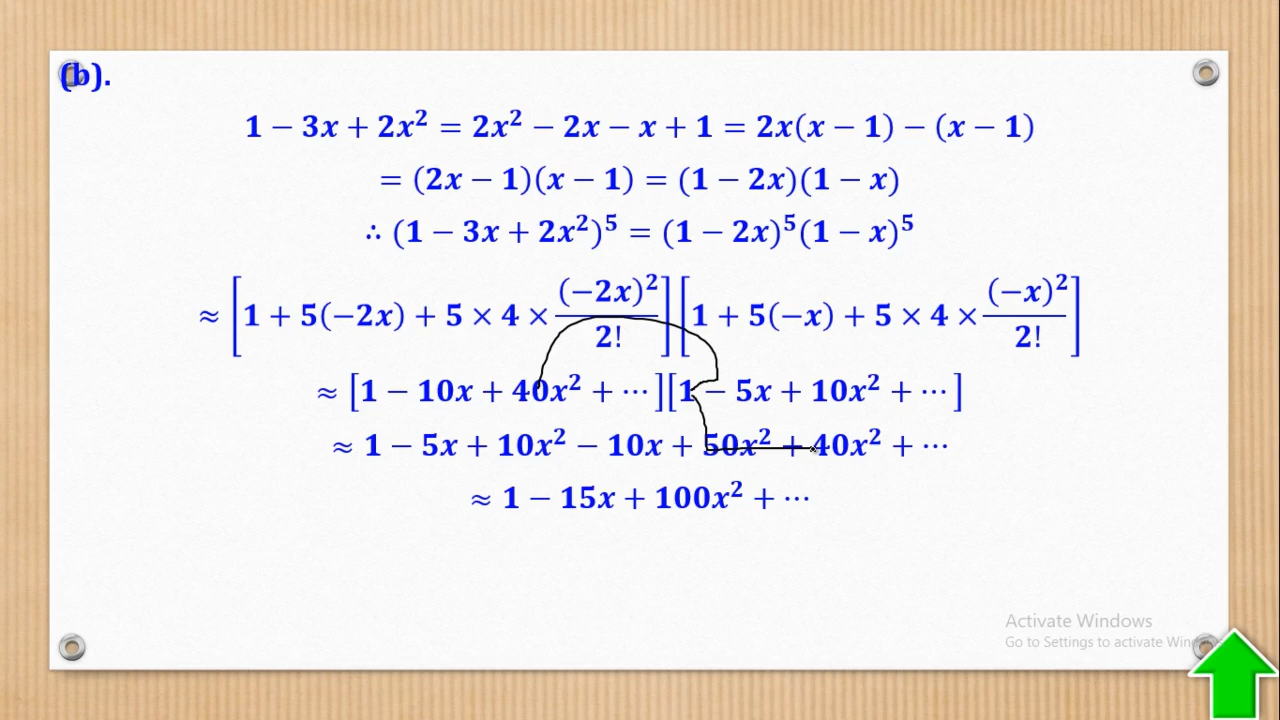 (b).
1 − 3x + 2x² = 2x² − 2x − x + 1 = 2x(x − 1) − (x − 1)
= (2x − 1)(x − 1) = (1 − 2x)(1 − x)
∴ (1 − 3x + 2x²)⁵ = (1 − 2x)⁵(1 − x)⁵
≈ [1 + 5(−2x) + 5 × 4 × (−2x)²/2!][1 + 5(−x) + 5 × 4 × (−x)²/2!]
≈ [1 − 10x + 40x² + ⋯][1 − 5x + 10x² + ⋯]
≈ 1 − 5x + 10x² − 10x + 50x² + 40x² + ⋯
≈ 1 − 15x + 100x² + ⋯
Activate Windows
Go to Settings to activate Windows